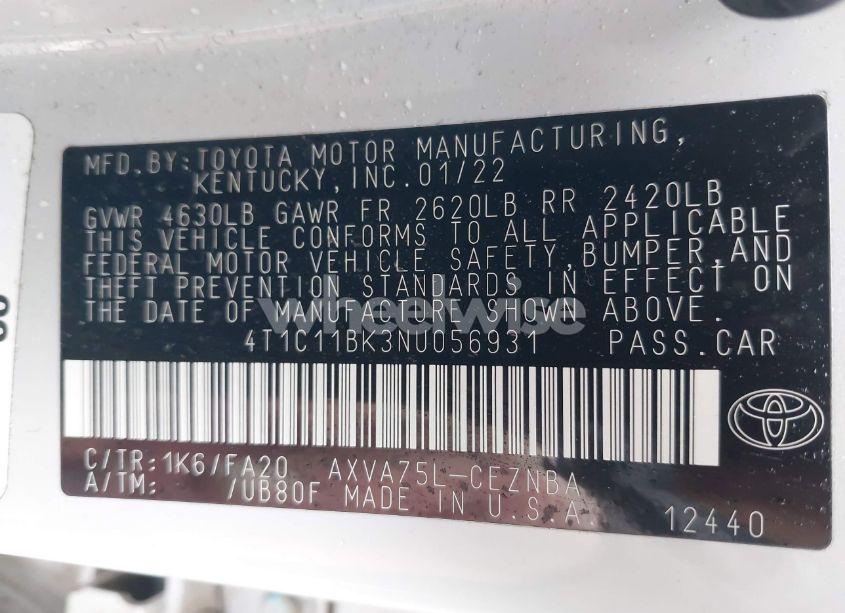 MFD.BY:TOYOTA MOTOR MANUFACTURING,
KENTUCKY,INC.01/22
GVWR 4630LB GAWR FR 2620LB RR 2420LB
THIS VEHICLE CONFORMS TO ALL APPLICABLE
FEDERAL MOTOR VEHICLE SAFETY,BUMPER,AND
THEFT PREVENTION STANDARDS IN EFFECT ON
THE DATE OF MANUFACTURE SHOWN ABOVE.
wheelwise
4T1C11BK3NU056931 PASS.CAR
C/TR:1K6/FA20 AXVA75L-CEZNBA
A/TM: /UB80F MADE IN U.S.A. 12440